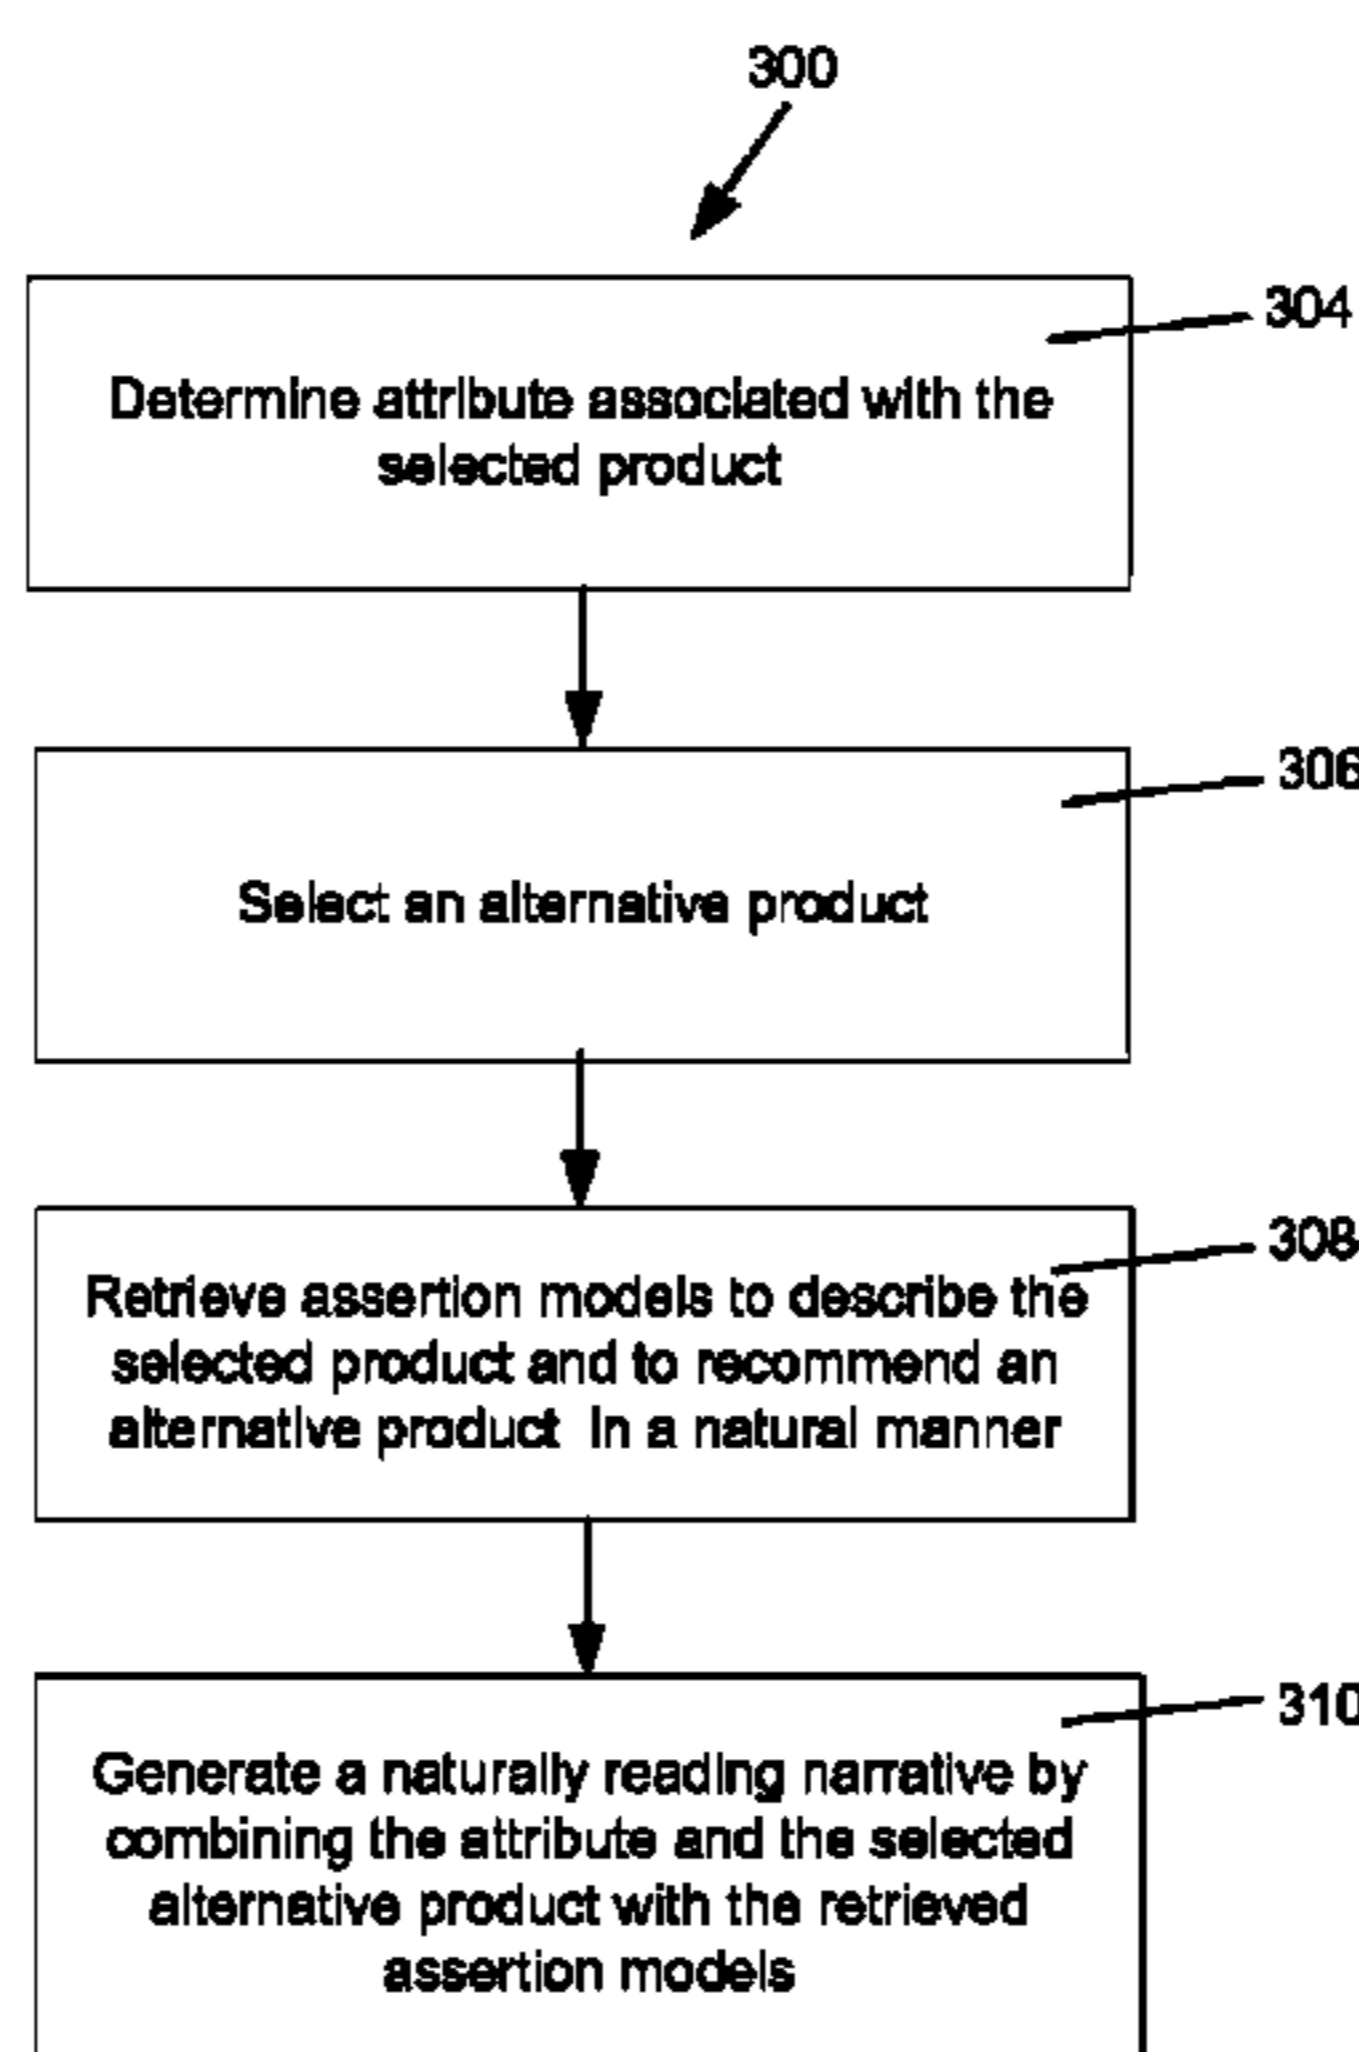 300
304
Determine attribute associated with the
selected product
306
Select an alternative product
308
Retrieve assertion models to describe the
selected product and to recommend an
alternative product in a natural manner
310
Generate a naturally reading narrative by
combining the attribute and the selected
alternative product with the retrieved
assertion models